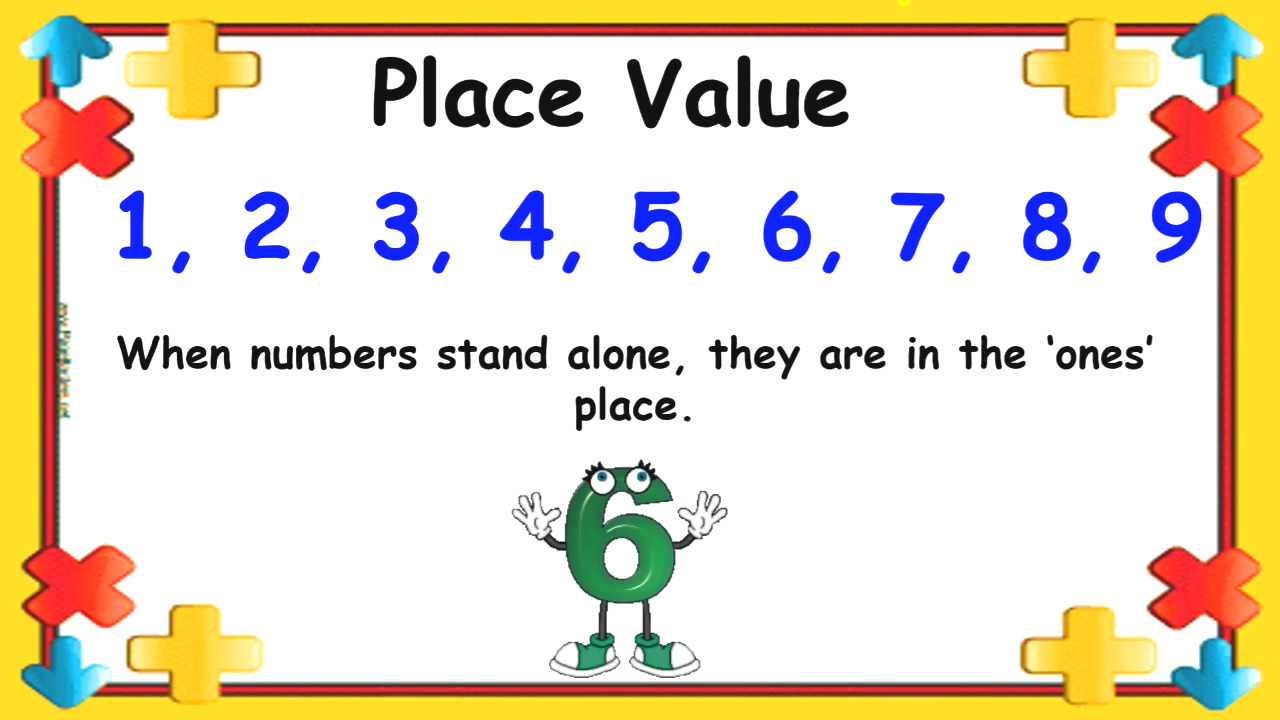 Place Value
1, 2, 3, 4, 5, 6, 7, 8, 9
When numbers stand alone, they are in the ‘ones’
place.
6